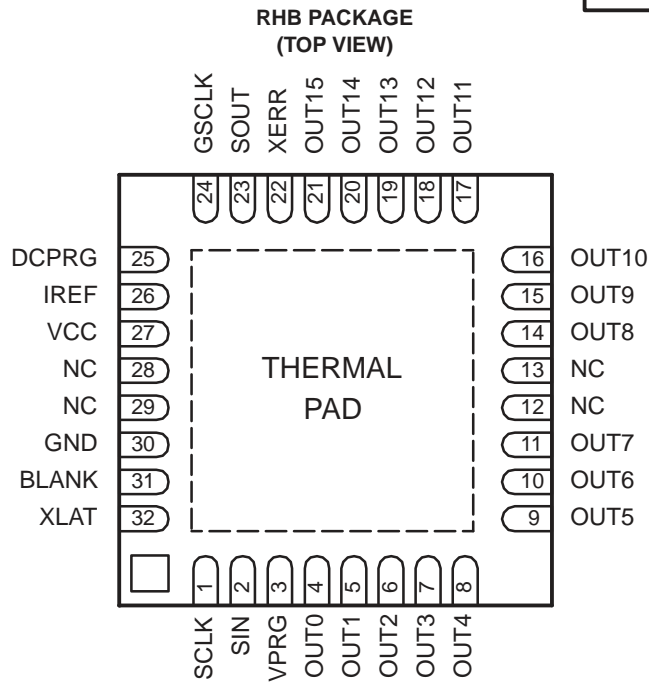 RHB PACKAGE
(TOP VIEW)
GSCLK
SOUT
XERR
OUT15
OUT14
OUT13
OUT12
OUT11
24
23
22
21
20
19
18
17
DCPRG 25
IREF 26
VCC 27
NC 28
NC 29
GND 30
BLANK 31
XLAT 32
THERMAL
PAD
16 OUT10
15 OUT9
14 OUT8
13 NC
12 NC
11 OUT7
10 OUT6
9 OUT5
1
2
3
4
5
6
7
8
SCLK
SIN
VPRG
OUT0
OUT1
OUT2
OUT3
OUT4